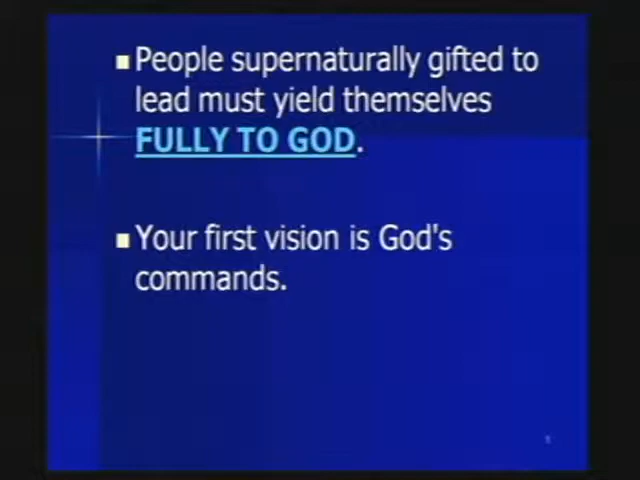 People supernaturally gifted to
lead must yield themselves
FULLY TO GOD.
Your first vision is God's
commands.